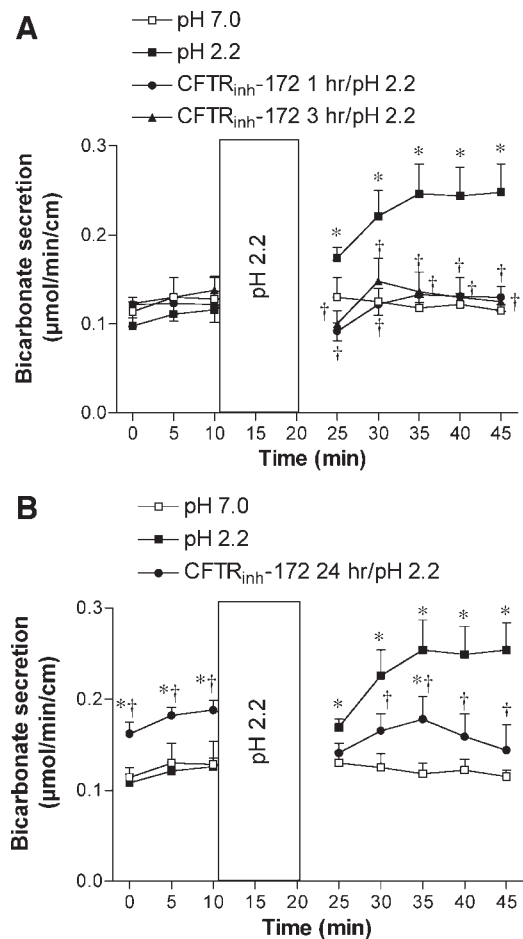 A
pH 7.0
pH 2.2
CFTRinh-172 1 hr/pH 2.2
CFTRinh-172 3 hr/pH 2.2
Bicarbonate secretion
(μmol/min/cm)
0.3
0.2
0.1
0.0
pH 2.2
* * * * *
† † † † † † † † †
0 5 10 15 20 25 30 35 40 45
Time (min)
B
pH 7.0
pH 2.2
CFTRinh-172 24 hr/pH 2.2
Bicarbonate secretion
(μmol/min/cm)
0.3
0.2
0.1
0.0
pH 2.2
*† *† *†
* * * * *
† *† † †
0 5 10 15 20 25 30 35 40 45
Time (min)